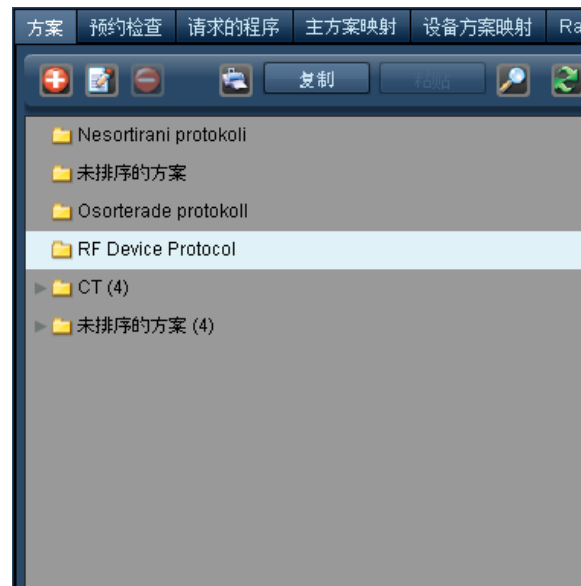 方案 预约检查 请求的程序 主方案映射 设备方案映射 Ra
复制 粘贴
Nesortirani protokoli
未排序的方案
Osorterade protokoll
RF Device Protocol
CT (4)
未排序的方案 (4)